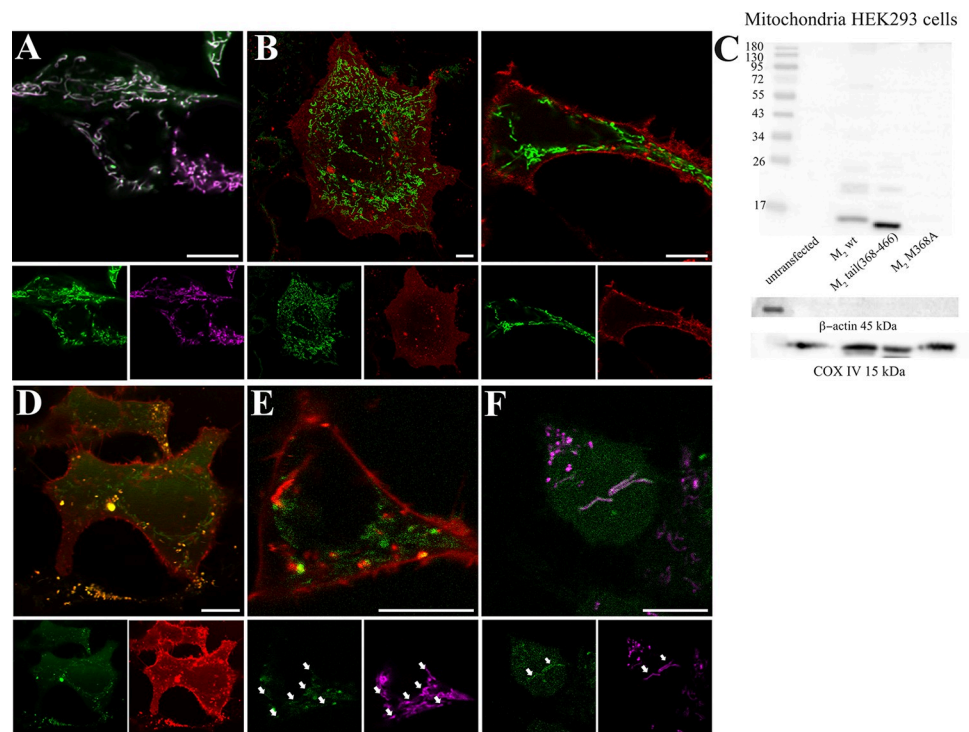 Mitochondria HEK293 cells
A
B
C
180
130
95
72
55
43
34
26
17
untransfected
M₂ wt
M₂ tail(368-466)
M₂ M368A
β-actin 45 kDa
COX IV 15 kDa
D
E
F